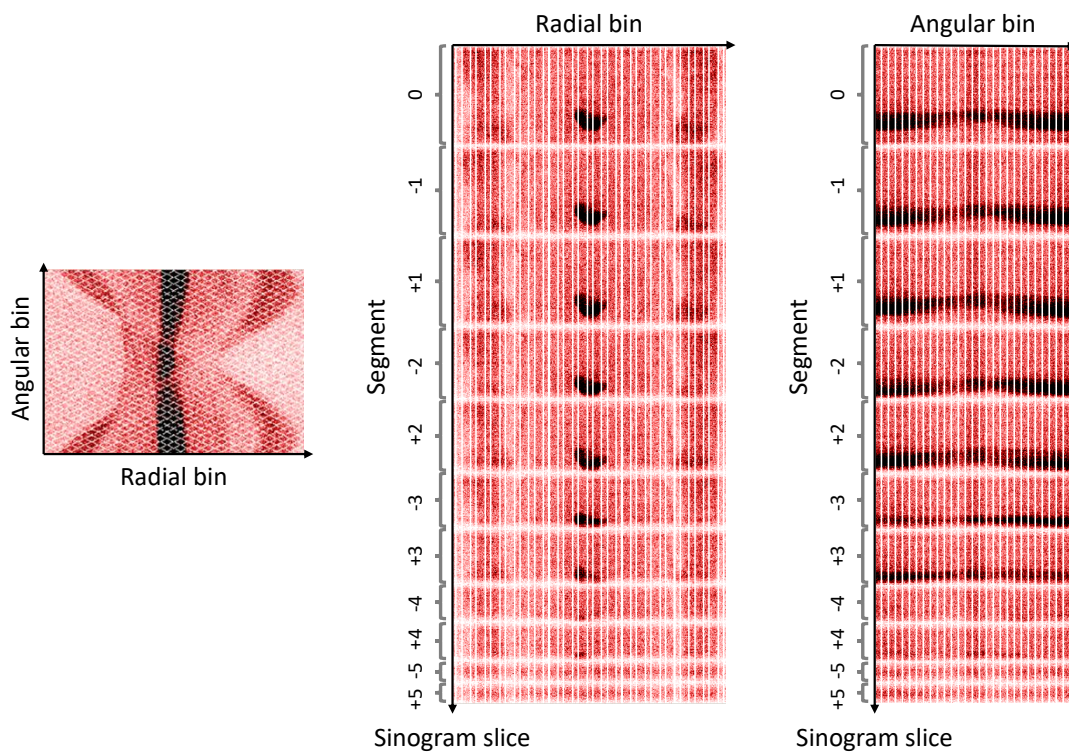 Angular bin
Radial bin
Radial bin
Segment
0
-1
+1
-2
+2
-3
+3
-4
+4
-5
+5
Sinogram slice
Angular bin
Segment
0
-1
+1
-2
+2
-3
+3
-4
+4
-5
+5
Sinogram slice